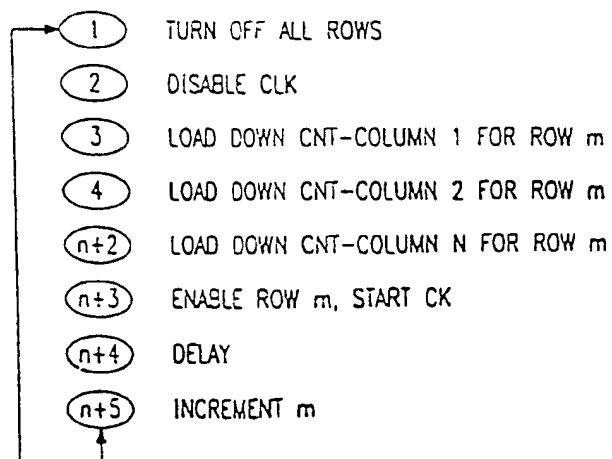 1 TURN OFF ALL ROWS
2 DISABLE CLK
3 LOAD DOWN CNT-COLUMN 1 FOR ROW m
4 LOAD DOWN CNT-COLUMN 2 FOR ROW m
n+2 LOAD DOWN CNT-COLUMN N FOR ROW m
n+3 ENABLE ROW m, START CK
n+4 DELAY
n+5 INCREMENT m